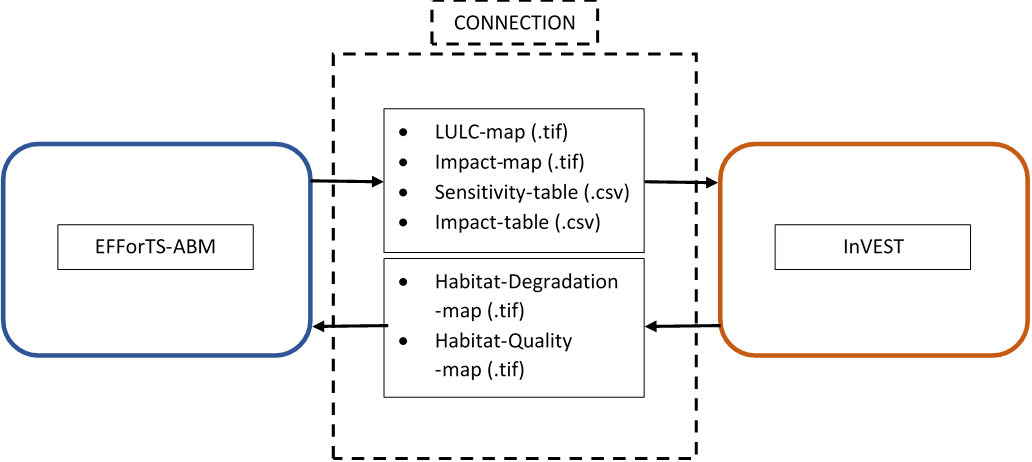 CONNECTION
EFForTS-ABM
• LULC-map (.tif)
• Impact-map (.tif)
• Sensitivity-table (.csv)
• Impact-table (.csv)
• Habitat-Degradation
-map (.tif)
• Habitat-Quality
-map (.tif)
InVEST